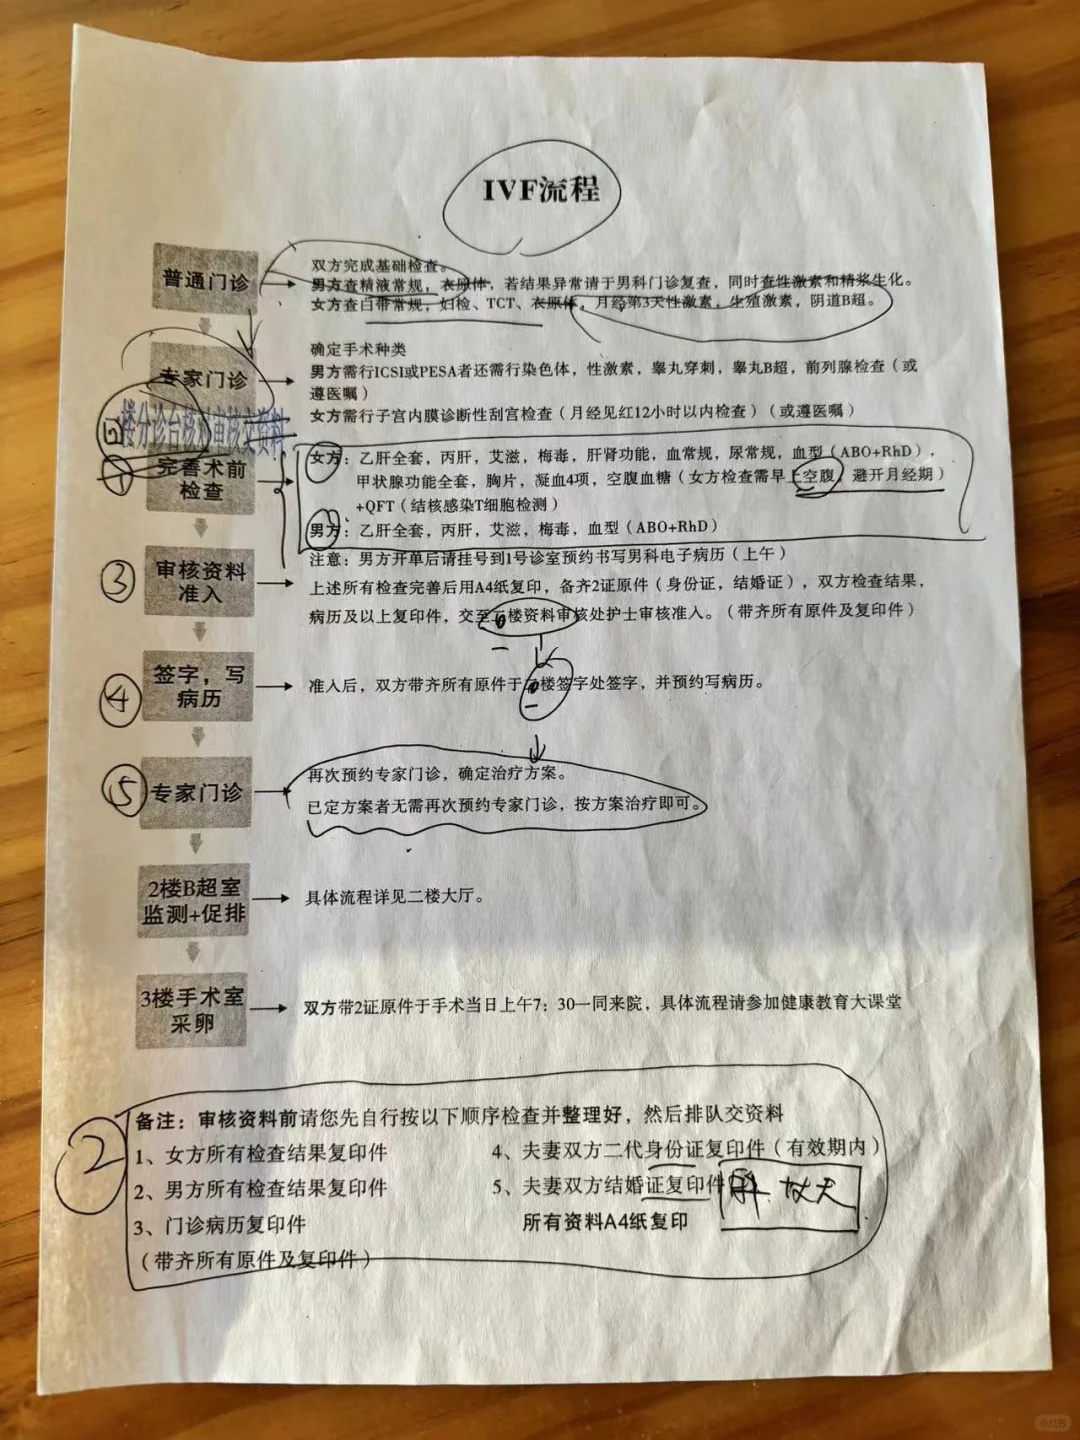 IVF流程
普通门诊
双方完成基础检查。
男方查精液常规，衣原体，若结果异常请于男科门诊复查，同时查性激素和精浆生化。
女方查白带常规，妇检、TCT、衣原体，月经第3天性激素，生殖激素，阴道B超。
专家门诊
确定手术种类
男方需行ICSI或PESA者还需行染色体，性激素，睾丸穿刺，睾丸B超，前列腺检查（或
遵医嘱）
女方需行子宫内膜诊断性刮宫检查（月经见红12小时以内检查）（或遵医嘱）
楼分诊台核对审核交资料
①
完善术前
检查
女方：乙肝全套，丙肝，艾滋，梅毒，肝肾功能，血常规，尿常规，血型（ABO+RhD），
甲状腺功能全套，胸片，凝血4项，空腹血糖（女方检查需早上空腹，避开月经期）
+QFT（结核感染T细胞检测）
男方：乙肝全套，丙肝，艾滋，梅毒，血型（ABO+RhD）
注意：男方开单后请挂号到1号诊室预约书写男科电子病历（上午）
③
审核资料
准入
上述所有检查完善后用A4纸复印，备齐2证原件（身份证，结婚证），双方检查结果，
病历及以上复印件，交至楼资料审核处护士审核准入。（带齐所有原件及复印件）
④
签字，写
病历
准入后，双方带齐所有原件于楼签字处签字，并预约写病历。
⑤
专家门诊
再次预约专家门诊，确定治疗方案。
已定方案者无需再次预约专家门诊，按方案治疗即可。
2楼B超室
监测+促排
具体流程详见二楼大厅。
3楼手术室
采卵
双方带2证原件于手术当日上午7；30一同来院，具体流程请参加健康教育大课堂
②
备注：审核资料前请您先自行按以下顺序检查并整理好，然后排队交资料
1、女方所有检查结果复印件
4、夫妻双方二代身份证复印件（有效期内）
2、男方所有检查结果复印件
5、夫妻双方结婚证复印件
3、门诊病历复印件
所有资料A4纸复印
（带齐所有原件及复印件）